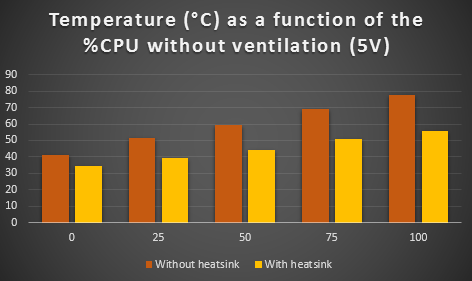 Temperature (°C) as a function of the
%CPU without ventilation (5V)
90
80
70
60
50
40
30
20
10
0
0 25 50 75 100
Without heatsink With heatsink